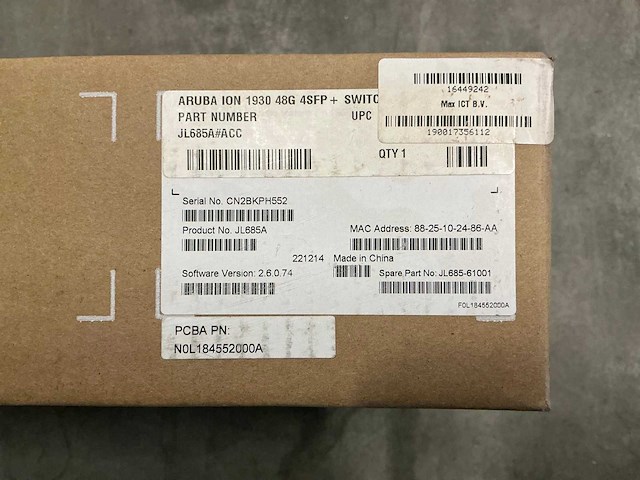 ARUBA ION 1930 48G 4SFP+ SWITC
PART NUMBER
UPC
JL685A#ACC
QTY 1
16449242
Max ICT B.V.
190017356112
Serial No. CN2BKPH552
Product No. JL685A
MAC Address: 88-25-10-24-86-AA
221214 Made in China
Software Version: 2.6.0.74
Spare Part No: JL685-61001
F0L184552000A
PCBA PN:
N0L184552000A